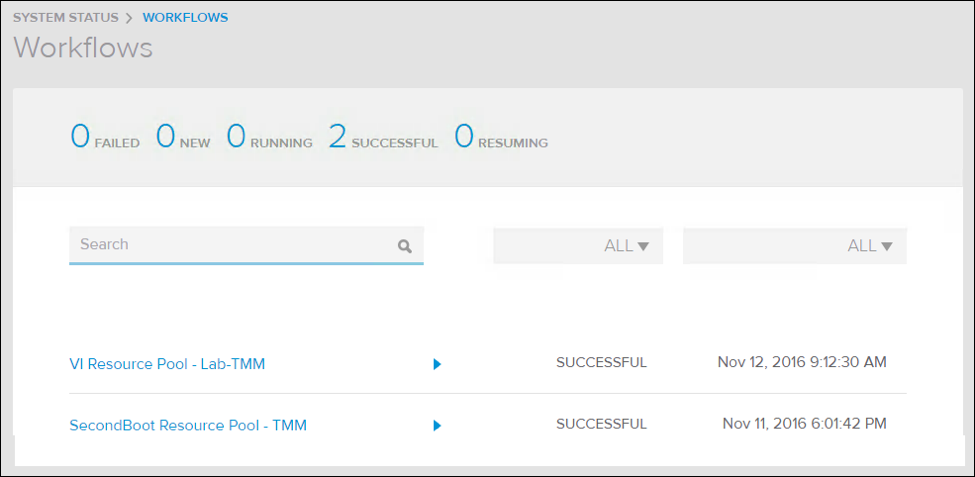 SYSTEM STATUS > WORKFLOWS
Workflows
0 FAILED 0 NEW 0 RUNNING 2 SUCCESSFUL 0 RESUMING
Search ALL ALL
VI Resource Pool - Lab-TMM SUCCESSFUL Nov 12, 2016 9:12:30 AM
SecondBoot Resource Pool - TMM SUCCESSFUL Nov 11, 2016 6:01:42 PM